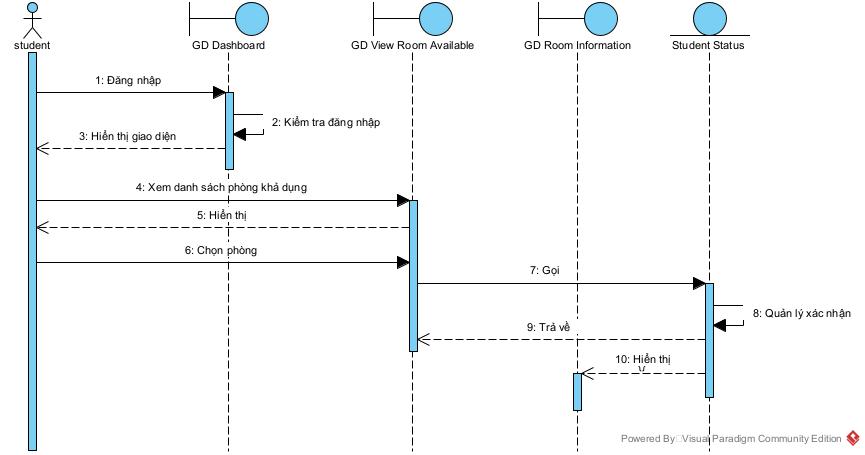 student
GD Dashboard
GD View Room Available
GD Room Information
Student Status
1: Đăng nhập
2: Kiểm tra đăng nhập
3: Hiển thị giao diện
4: Xem danh sách phòng khả dụng
5: Hiển thị
6: Chọn phòng
7: Gọi
8: Quản lý xác nhận
9: Trả về
10: Hiển thị
Powered By Visual Paradigm Community Edition